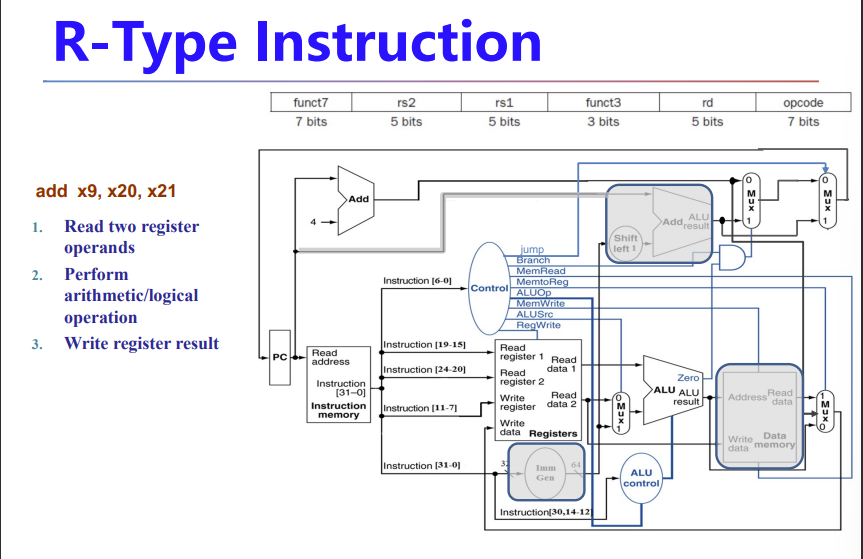 R-Type Instruction
funct7 rs2 rs1 funct3 rd opcode
7 bits 5 bits 5 bits 3 bits 5 bits 7 bits
add x9, x20, x21
1. Read two register
operands
2. Perform
arithmetic/logical
operation
3. Write register result
Add
4
Shift
left 1
Add ALU
result
0
M
u
x
1
0
M
u
x
1
jump
Branch
MemRead
MemtoReg
ALUOp
MemWrite
ALUSrc
RegWrite
Control
Instruction [6-0]
Instruction [19-15]
Instruction [24-20]
Instruction [11-7]
Instruction [31-0]
Instruction[30,14-12]
PC
Read
address
Instruction
[31–0]
Instruction
memory
Read
register 1
Read
register 2
Write
register
Write
data
Read
data 1
Read
data 2
Registers
32
Imm
Gen
64
0
M
u
x
1
Zero
ALU
ALU
result
ALU
control
Address
Read
data
Write
data
Data
memory
1
M
u
x
0